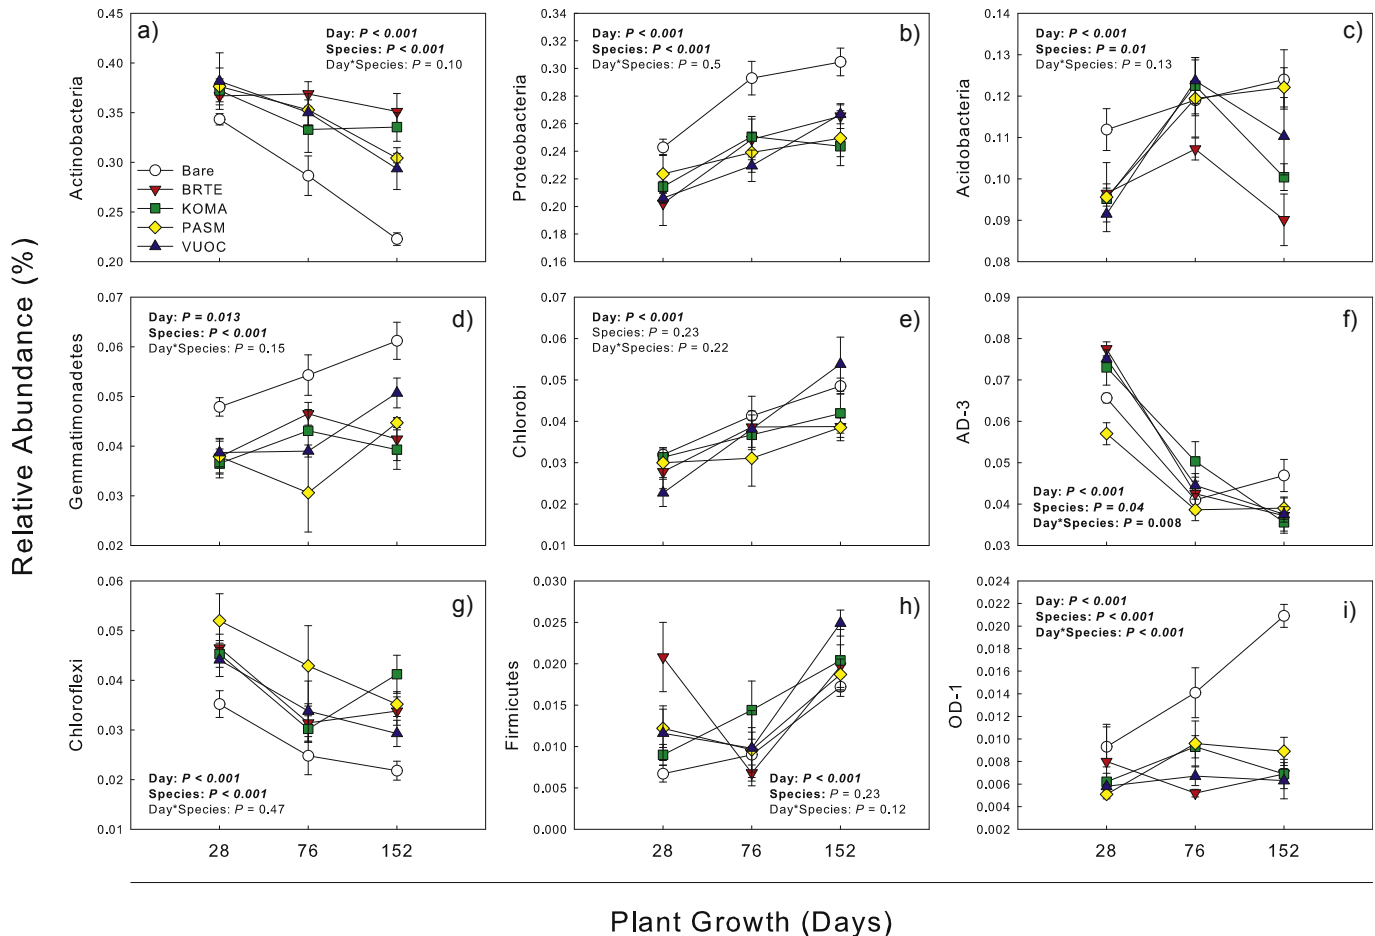 Relative Abundance (%)
a)
Actinobacteria
0.45
0.40
0.35
0.30
0.25
0.20
Day: P < 0.001
Species: P < 0.001
Day*Species: P = 0.10
Bare
BRTE
KOMA
PASM
VUOC
b)
Proteobacteria
0.34
0.32
0.30
0.28
0.26
0.24
0.22
0.20
0.18
0.16
Day: P < 0.001
Species: P < 0.001
Day*Species: P = 0.5
c)
Acidobacteria
0.14
0.13
0.12
0.11
0.10
0.09
0.08
Day: P < 0.001
Species: P = 0.01
Day*Species: P = 0.13
d)
Gemmatimonadetes
0.07
0.06
0.05
0.04
0.03
0.02
Day: P = 0.013
Species: P < 0.001
Day*Species: P = 0.15
e)
Chlorobi
0.07
0.06
0.05
0.04
0.03
0.02
0.01
Day: P < 0.001
Species: P = 0.23
Day*Species: P = 0.22
f)
AD-3
0.09
0.08
0.07
0.06
0.05
0.04
0.03
Day: P < 0.001
Species: P = 0.04
Day*Species: P = 0.008
g)
Chloroflexi
0.06
0.05
0.04
0.03
0.02
0.01
Day: P < 0.001
Species: P < 0.001
Day*Species: P = 0.47
28 76 152
h)
Firmicutes
0.030
0.025
0.020
0.015
0.010
0.005
0.000
Day: P < 0.001
Species: P = 0.23
Day*Species: P = 0.12
28 76 152
i)
OD-1
0.024
0.022
0.020
0.018
0.016
0.014
0.012
0.010
0.008
0.006
0.004
0.002
Day: P < 0.001
Species: P < 0.001
Day*Species: P < 0.001
28 76 152
Plant Growth (Days)